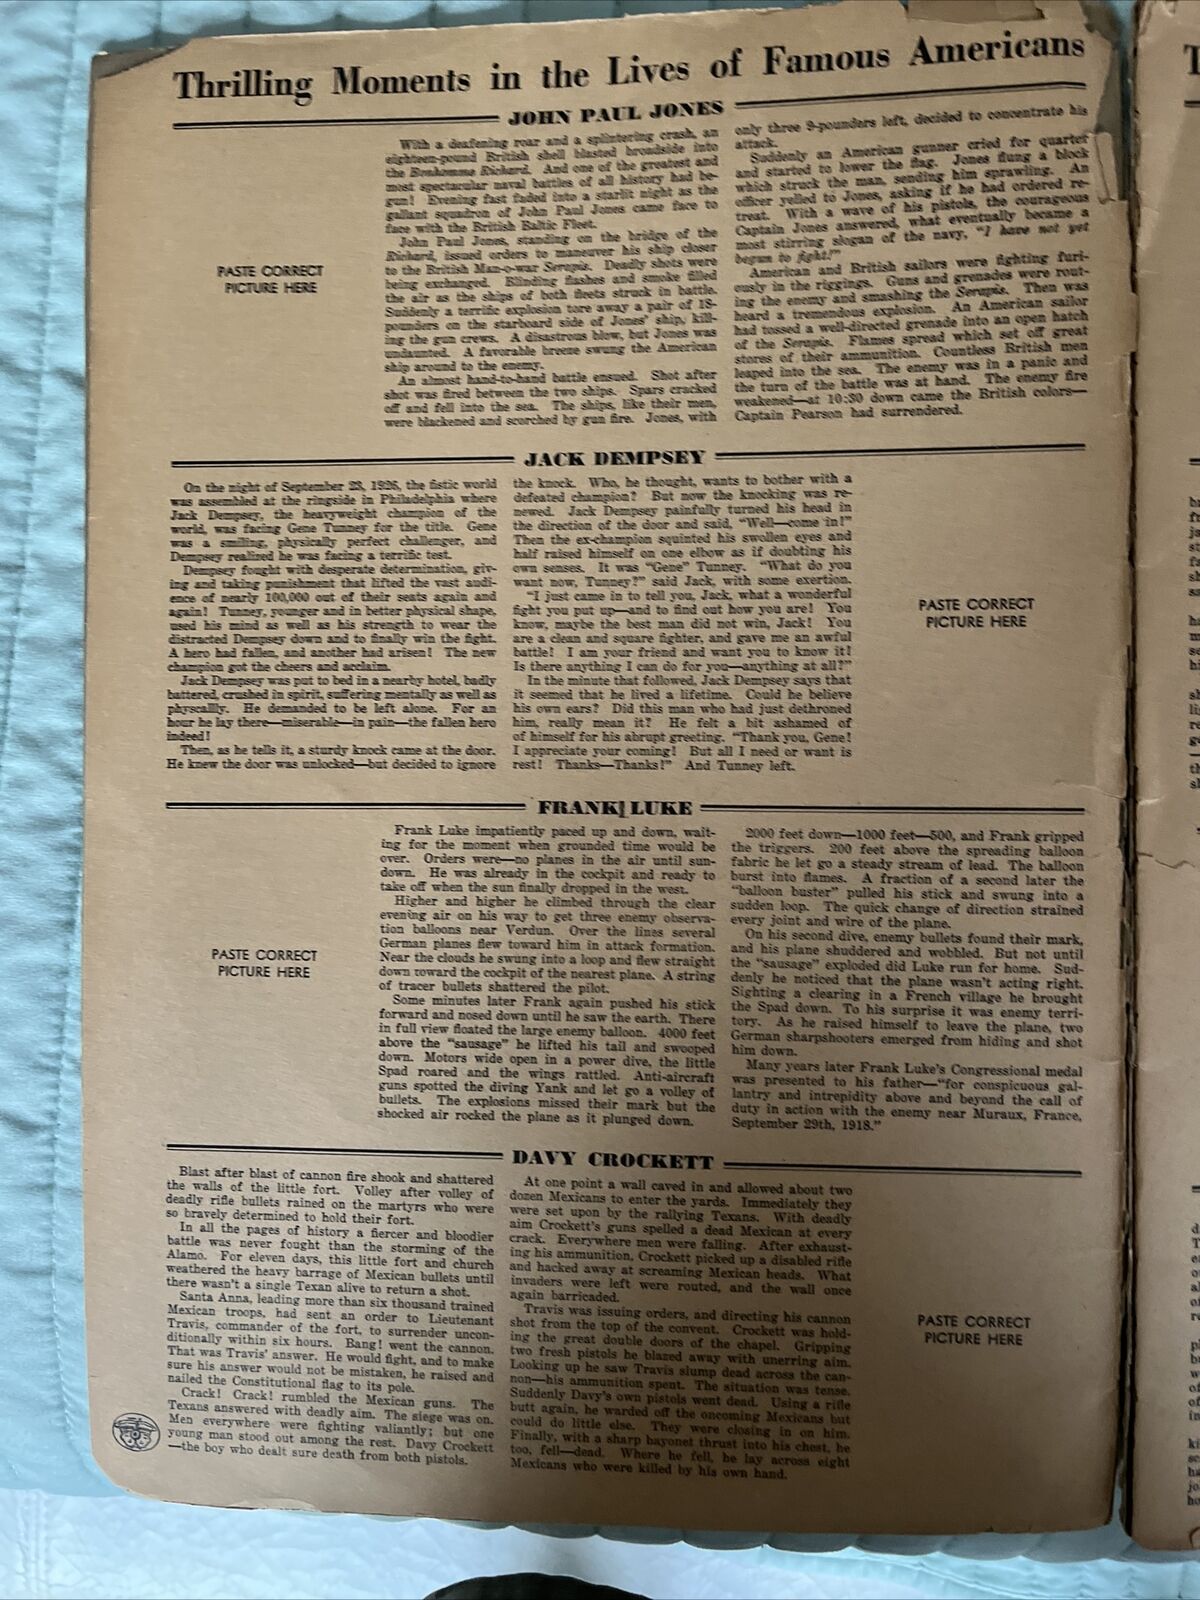 Thrilling Moments in the Lives of Famous Americans
JOHN PAUL JONES
PASTE CORRECT
PICTURE HERE
With a deafening roar and a splintering crash, an
eighteen-pound British shell blasted broadside into
the Bonhomme Richard. And one of the greatest and
most spectacular naval battles of all history had be-
gun! Evening fast faded into a starlit night as the
gallant squadron of John Paul Jones came face to
face with the British Baltic Fleet.
John Paul Jones, standing on the bridge of the
Richard, issued orders to maneuver his ship closer
to the British Man-o-war Serapis. Deadly shots were
being exchanged. Blinding flashes and smoke filled
the air as the ships of both fleets struck in battle.
Suddenly a terrific explosion tore away a pair of 18-
pounders on the starboard side of Jones' ship, kill-
ing the gun crews. A disastrous blow, but Jones was
undaunted. A favorable breeze swung the American
ship around to the enemy.
An almost hand-to-hand battle ensued. Shot after
shot was fired between the two ships. Spars cracked
off and fell into the sea. The ships, like their men,
were blackened and scorched by gun fire. Jones, with
only three 9-pounders left, decided to concentrate his
attack.
Suddenly an American gunner cried for quarter
and started to lower the flag. Jones flung a block
which struck the man, sending him sprawling. An
officer yelled to Jones, asking if he had ordered re-
treat. With a wave of his pistols, the courageous
Captain Jones answered, what eventually became a
most stirring slogan of the navy, "I have not yet
begun to fight!"
American and British sailors were fighting furi-
ously in the riggings. Guns and grenades were rout-
ing the enemy and smashing the Serapis. Then was
heard a tremendous explosion. An American sailor
had tossed a well-directed grenade into an open hatch
of the Serapis. Flames spread which set off great
stores of their ammunition. Countless British men
leaped into the sea. The enemy was in a panic and
the turn of the battle was at hand. The enemy fire
weakened—at 10:30 down came the British colors—
Captain Pearson had surrendered.
JACK DEMPSEY
On the night of September 23, 1926, the fistic world
was assembled at the ringside in Philadelphia where
Jack Dempsey, the heavyweight champion of the
world, was facing Gene Tunney for the title. Gene
was a smiling, physically perfect challenger, and
Dempsey realized he was facing a terrific test.
Dempsey fought with desperate determination, giv-
ing and taking punishment that lifted the vast audi-
ence of nearly 100,000 out of their seats again and
again! Tunney, younger and in better physical shape,
used his mind as well as his strength to wear the
distracted Dempsey down and to finally win the fight.
A hero had fallen, and another had arisen! The new
champion got the cheers and acclaim.
Jack Dempsey was put to bed in a nearby hotel, badly
battered, crushed in spirit, suffering mentally as well as
physcallly. He demanded to be left alone. For an
hour he lay there—miserable—in pain—the fallen hero
indeed!
Then, as he tells it, a sturdy knock came at the door.
He knew the door was unlocked—but decided to ignore
the knock. Who, he thought, wants to bother with a
defeated champion? But now the knocking was re-
newed. Jack Dempsey painfully turned his head in
the direction of the door and said, "Well—come in!"
Then the ex-champion squinted his swollen eyes and
half raised himself on one elbow as if doubting his
own senses. It was "Gene" Tunney. "What do you
want now, Tunney?" said Jack, with some exertion.
"I just came in to tell you, Jack, what a wonderful
fight you put up—and to find out how you are! You
know, maybe the best man did not win, Jack! You
are a clean and square fighter, and gave me an awful
battle! I am your friend and want you to know it!
Is there anything I can do for you—anything at all?"
In the minute that followed, Jack Dempsey says that
it seemed that he lived a lifetime. Could he believe
his own ears? Did this man who had just dethroned
him, really mean it? He felt a bit ashamed of
of himself for his abrupt greeting. "Thank you, Gene!
I appreciate your coming! But all I need or want is
rest! Thanks—Thanks!" And Tunney left.
PASTE CORRECT
PICTURE HERE
FRANK LUKE
PASTE CORRECT
PICTURE HERE
Frank Luke impatiently paced up and down, wait-
ing for the moment when grounded time would be
over. Orders were—no planes in the air until sun-
down. He was already in the cockpit and ready to
take off when the sun finally dropped in the west.
Higher and higher he climbed through the clear
evening air on his way to get three enemy observa-
tion balloons near Verdun. Over the lines several
German planes flew toward him in attack formation.
Near the clouds he swung into a loop and flew straight
down toward the cockpit of the nearest plane. A string
of tracer bullets shattered the pilot.
Some minutes later Frank again pushed his stick
forward and nosed down until he saw the earth. There
in full view floated the large enemy balloon. 4000 feet
above the "sausage" he lifted his tail and swooped
down. Motors wide open in a power dive, the little
Spad roared and the wings rattled. Anti-aircraft
guns spotted the diving Yank and let go a volley of
bullets. The explosions missed their mark but the
shocked air rocked the plane as it plunged down.
2000 feet down—1000 feet—500, and Frank gripped
the triggers. 200 feet above the spreading balloon
fabric he let go a steady stream of lead. The balloon
burst into flames. A fraction of a second later the
"balloon buster" pulled his stick and swung into a
sudden loop. The quick change of direction strained
every joint and wire of the plane.
On his second dive, enemy bullets found their mark,
and his plane shuddered and wobbled. But not until
the "sausage" exploded did Luke run for home. Sud-
denly he noticed that the plane wasn't acting right.
Sighting a clearing in a French village he brought
the Spad down. To his surprise it was enemy terri-
tory. As he raised himself to leave the plane, two
German sharpshooters emerged from hiding and shot
him down.
Many years later Frank Luke's Congressional medal
was presented to his father—"for conspicuous gal-
lantry and intrepidity above and beyond the call of
duty in action with the enemy near Muraux, France,
September 29th, 1918."
DAVY CROCKETT
Blast after blast of cannon fire shook and shattered
the walls of the little fort. Volley after volley of
deadly rifle bullets rained on the martyrs who were
so bravely determined to hold their fort.
In all the pages of history a fiercer and bloodier
battle was never fought than the storming of the
Alamo. For eleven days, this little fort and church
weathered the heavy barrage of Mexican bullets until
there wasn't a single Texan alive to return a shot.
Santa Anna, leading more than six thousand trained
Mexican troops, had sent an order to Lieutenant
Travis, commander of the fort, to surrender uncon-
ditionally within six hours. Bang! went the cannon.
That was Travis' answer. He would fight, and to make
sure his answer would not be mistaken, he raised and
nailed the Constitutional flag to its pole.
Crack! Crack! rumbled the Mexican guns. The
Texans answered with deadly aim. The siege was on.
Men everywhere were fighting valiantly; but one
young man stood out among the rest. Davy Crockett
—the boy who dealt sure death from both pistols.
At one point a wall caved in and allowed about two
dozen Mexicans to enter the yards. Immediately they
were set upon by the rallying Texans. With deadly
aim Crockett's guns spelled a dead Mexican at every
crack. Everywhere men were falling. After exhaust-
ing his ammunition, Crockett picked up a disabled rifle
and hacked away at screaming Mexican heads. What
invaders were left were routed, and the wall once
again barricaded.
Travis was issuing orders, and directing his cannon
shot from the top of the convent. Crockett was hold-
ing the great double doors of the chapel. Gripping
two fresh pistols he blazed away with unerring aim.
Looking up he saw Travis slump dead across the can-
non—his ammunition spent. The situation was tense.
Suddenly Davy's own pistols went dead. Using a rifle
butt again, he warded off the oncoming Mexicans but
could do little else. They were closing in on him.
Finally, with a sharp bayonet thrust into his chest, he
too, fell—dead. Where he fell, he lay across eight
Mexicans who were killed by his own hand.
PASTE CORRECT
PICTURE HERE